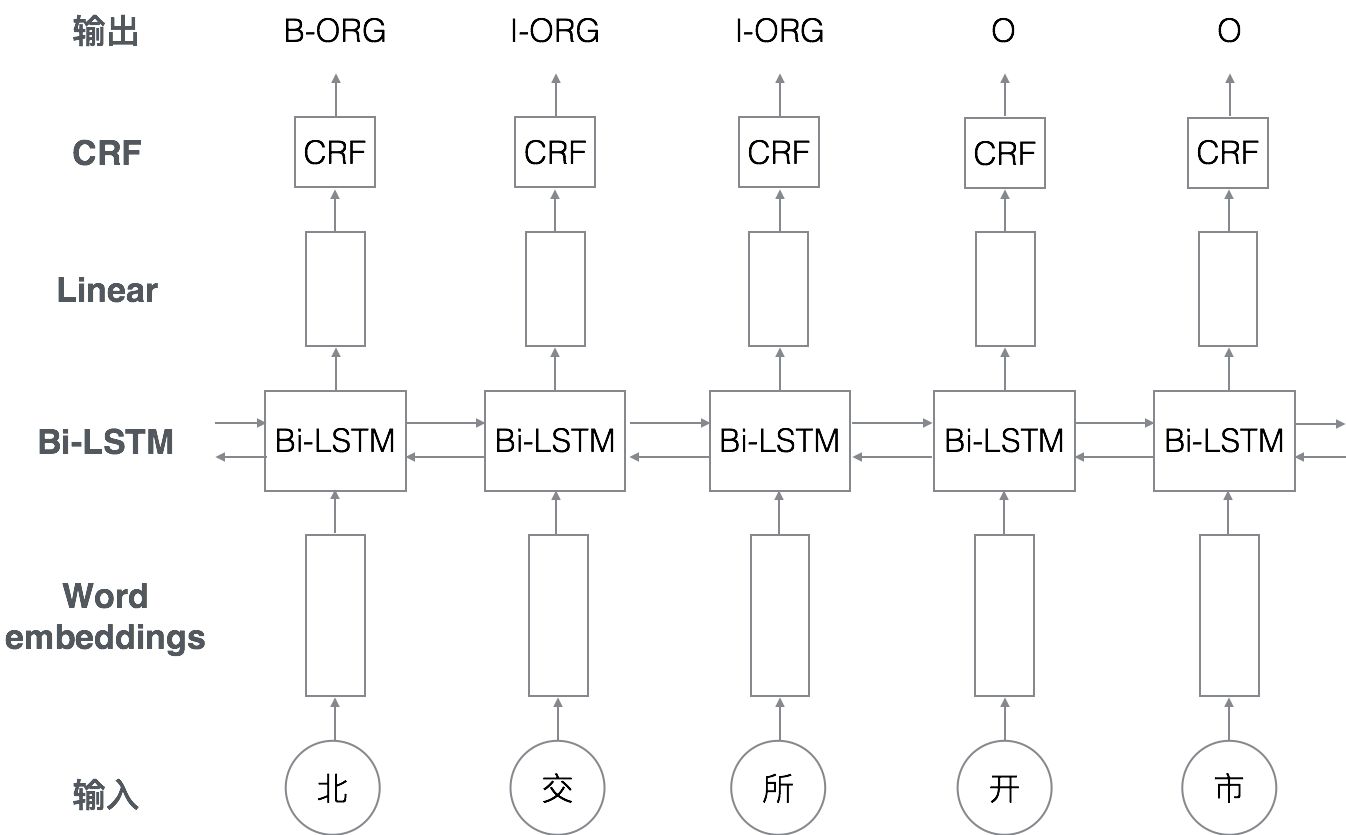 输出 B-ORG I-ORG I-ORG O O
CRF CRF CRF CRF CRF CRF
Linear
Bi-LSTM Bi-LSTM Bi-LSTM Bi-LSTM Bi-LSTM Bi-LSTM
Word
embeddings
输入 北 交 所 开 市